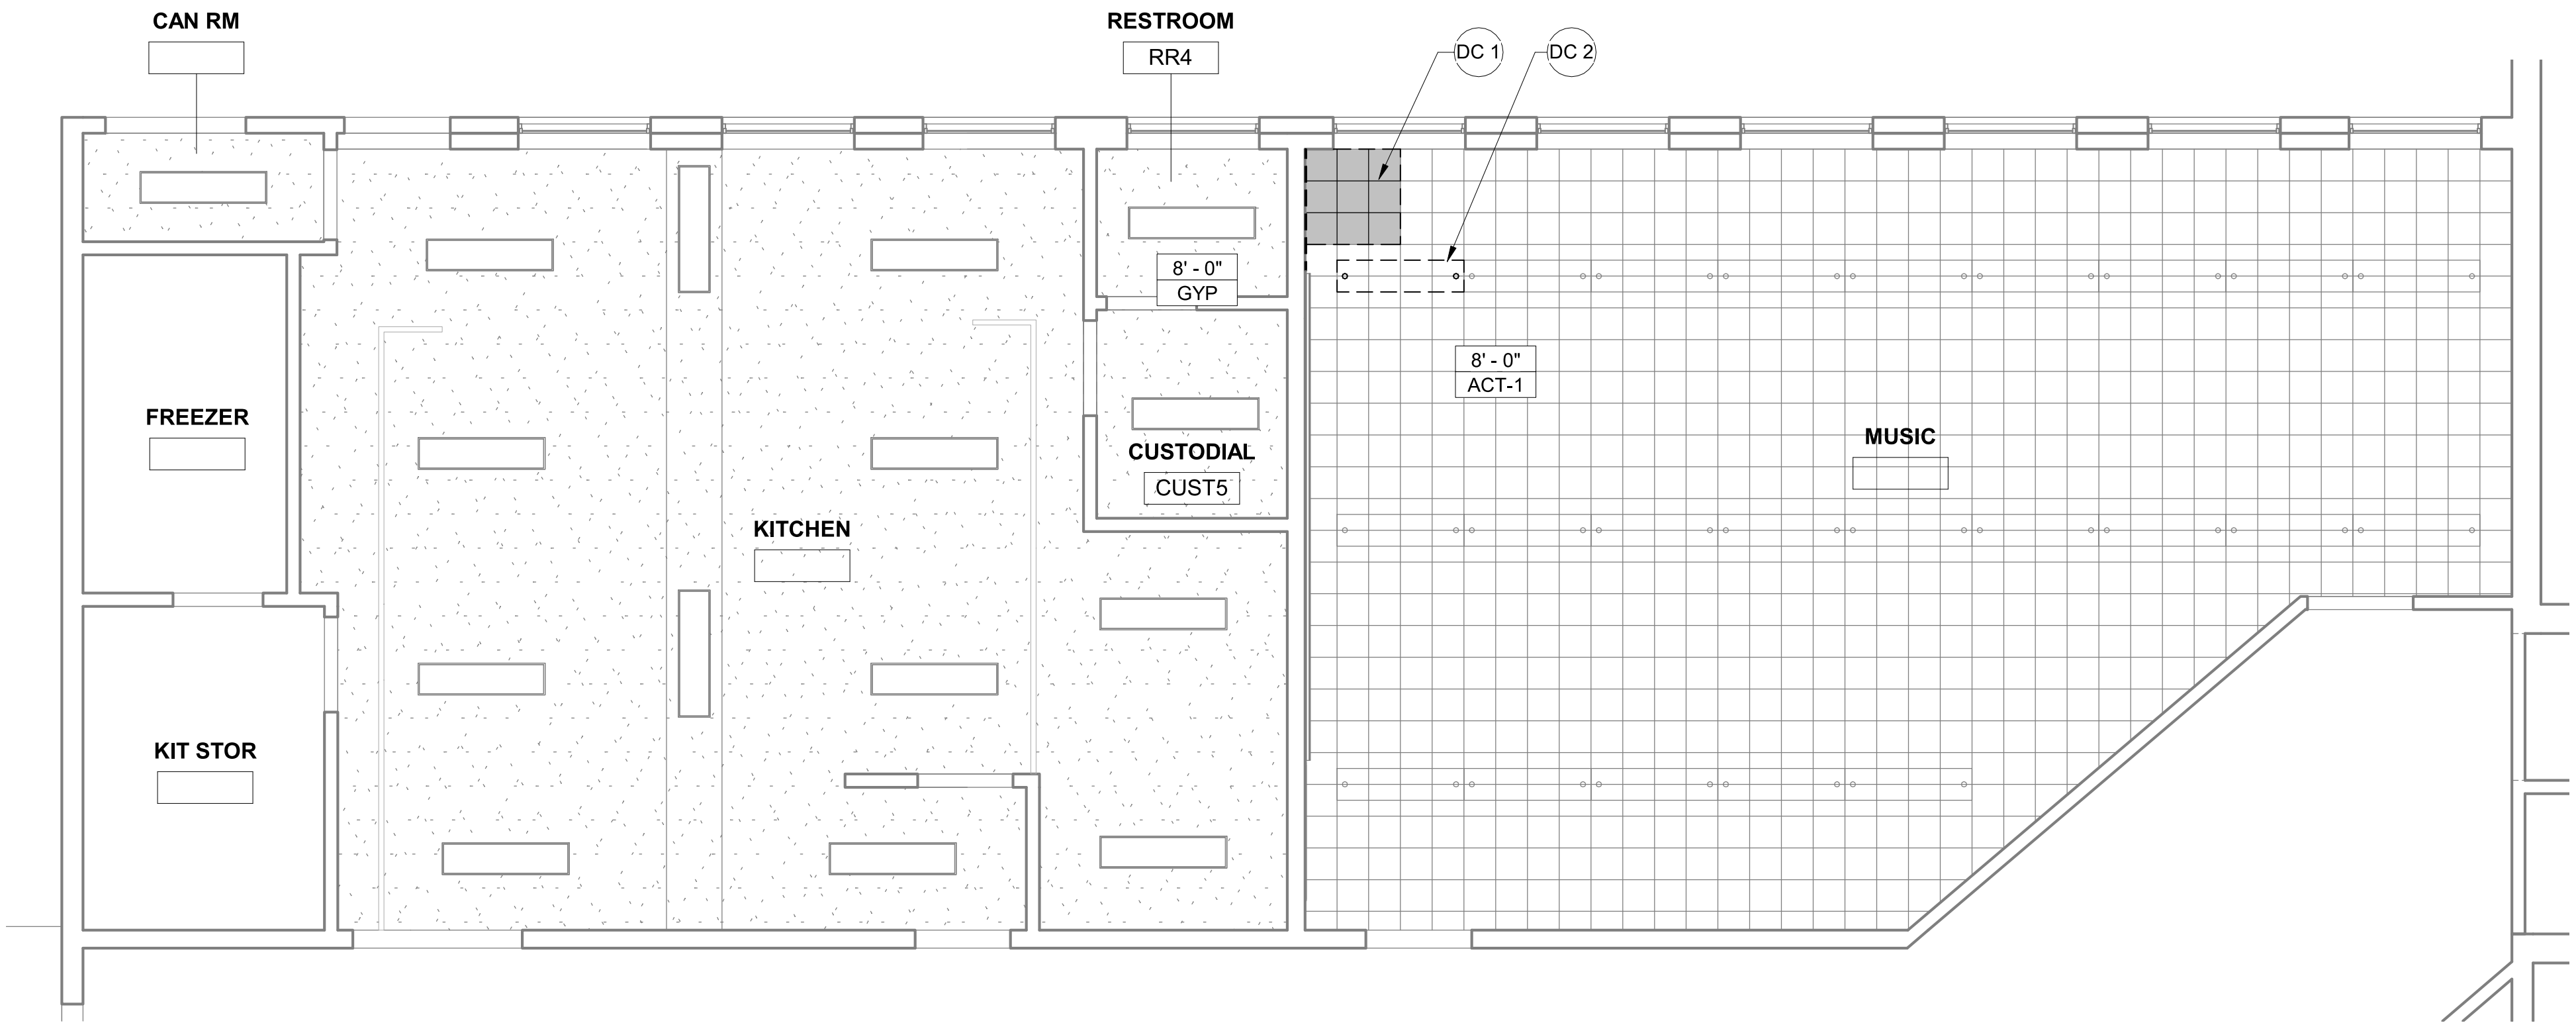 CAN RM
RESTROOM
RR4
DC 1
DC 2
8' - 0"
GYP
8' - 0"
ACT-1
FREEZER
MUSIC
CUSTODIAL
CUST5
KITCHEN
KIT STOR